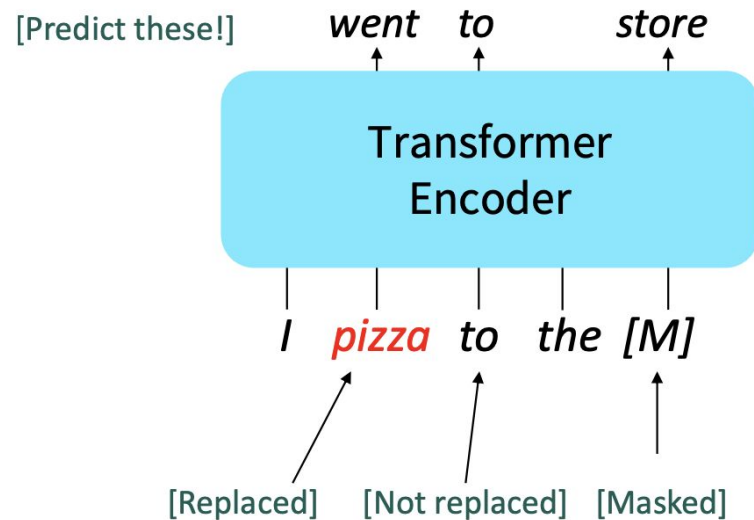 [Predict these!] went to store
Transformer
Encoder
I pizza to the [M]
[Replaced] [Not replaced] [Masked]